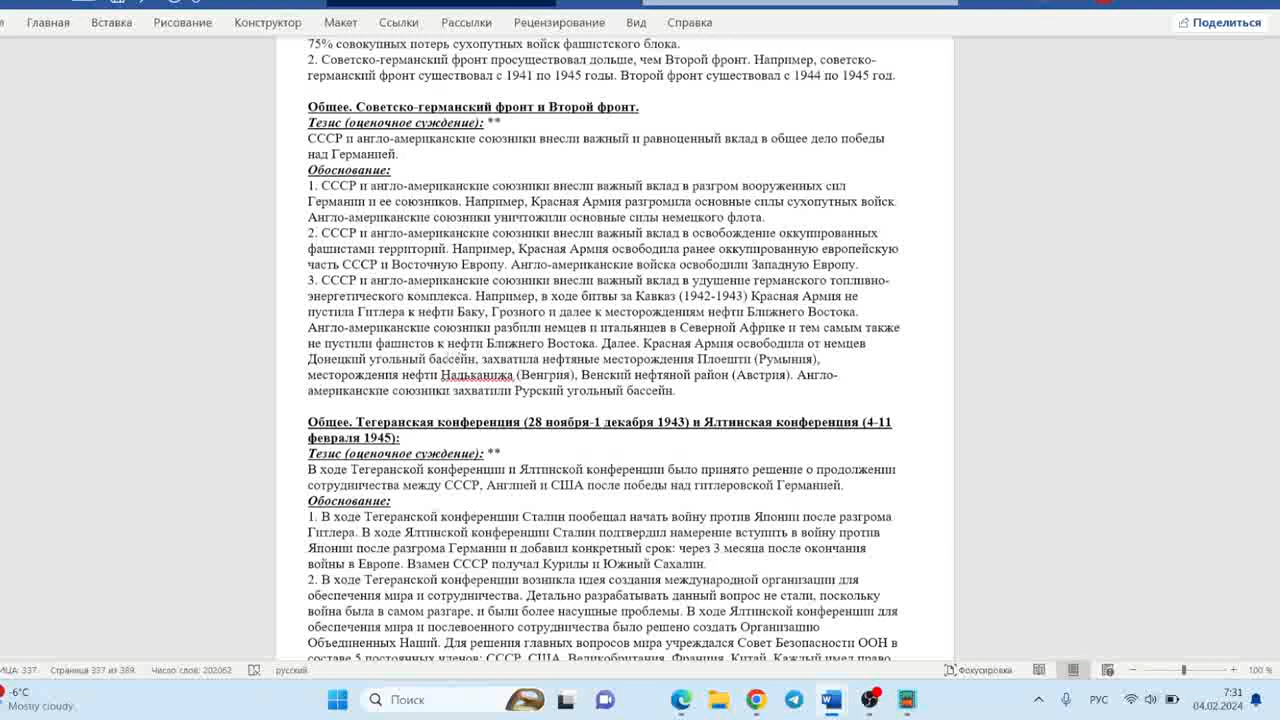 Главная Вставка Рисование Конструктор Макет Ссылки Рассылки Рецензирование Вид Справка Поделиться
75% совокупных потерь сухопутных войск фашистского блока.
2. Советско-германский фронт просуществовал дольше, чем Второй фронт. Например, советско-
германский фронт существовал с 1941 по 1945 годы. Второй фронт существовал с 1944 по 1945 год.
Общее. Советско-германский фронт и Второй фронт.
Тезис (оценочное суждение): **
СССР и англо-американские союзники внесли важный и равноценный вклад в общее дело победы
над Германией.
Обоснование:
1. СССР и англо-американские союзники внесли важный вклад в разгром вооруженных сил
Германии и ее союзников. Например, Красная Армия разгромила основные силы сухопутных войск.
Англо-американские союзники уничтожили основные силы немецкого флота.
2. СССР и англо-американские союзники внесли важный вклад в освобождение оккупированных
фашистами территорий. Например, Красная Армия освободила ранее оккупированную европейскую
часть СССР и Восточную Европу. Англо-американские войска освободили Западную Европу.
3. СССР и англо-американские союзники внесли важный вклад в удушение германского топливно-
энергетического комплекса. Например, в ходе битвы за Кавказ (1942-1943) Красная Армия не
пустила Гитлера к нефти Баку, Грозного и далее к месторождениям нефти Ближнего Востока.
Англо-американские союзники разбили немцев и итальянцев в Северной Африке и тем самым также
не пустили фашистов к нефти Ближнего Востока. Далее. Красная Армия освободила от немцев
Донецкий угольный бассейн, захватила нефтяные месторождения Плоешти (Румыния),
месторождения нефти Надьканижа (Венгрия), Венский нефтяной район (Австрия). Англо-
американские союзники захватили Рурский угольный бассейн.
Общее. Тегеранская конференция (28 ноября-1 декабря 1943) и Ялтинская конференция (4-11
февраля 1945):
Тезис (оценочное суждение): **
В ходе Тегеранской конференции и Ялтинской конференции было принято решение о продолжении
сотрудничества между СССР, Англией и США после победы над гитлеровской Германией.
Обоснование:
1. В ходе Тегеранской конференции Сталин пообещал начать войну против Японии после разгрома
Гитлера. В ходе Ялтинской конференции Сталин подтвердил намерение вступить в войну против
Японии после разгрома Германии и добавил конкретный срок: через 3 месяца после окончания
войны в Европе. Взамен СССР получал Курилы и Южный Сахалин.
2. В ходе Тегеранской конференции возникла идея создания международной организации для
обеспечения мира и сотрудничества. Детально разрабатывать данный вопрос не стали, поскольку
война была в самом разгаре, и были более насущные проблемы. В ходе Ялтинской конференции для
обеспечения мира и послевоенного сотрудничества было решено создать Организацию
Объединенных Наций. Для решения главных вопросов мира учреждался Совет Безопасности ООН в
составе 5 постоянных членов: СССР, США, Великобритания, Франция, Китай. Каждый имел право
ИЦА: 337 Страница 337 из 389 Число слов: 202062 русский Фокусировка 100 %
-6°C
Mostly cloudy
Поиск
РУС
7:31
04.02.2024